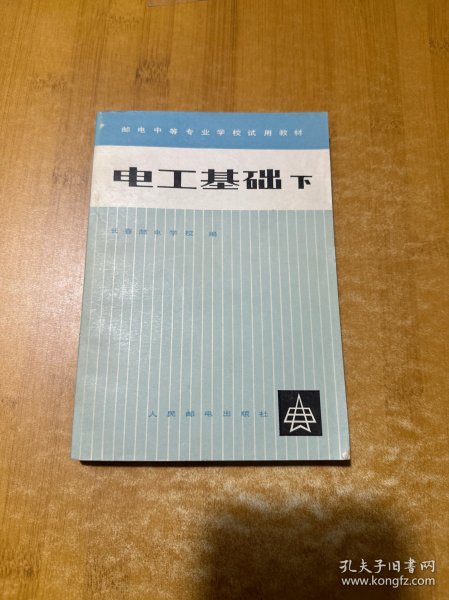 邮电中等专业学校试用教材
电工基础 下
长春邮电学校 编
人民邮电出版社
孔夫子旧书网
www.kongfz.com